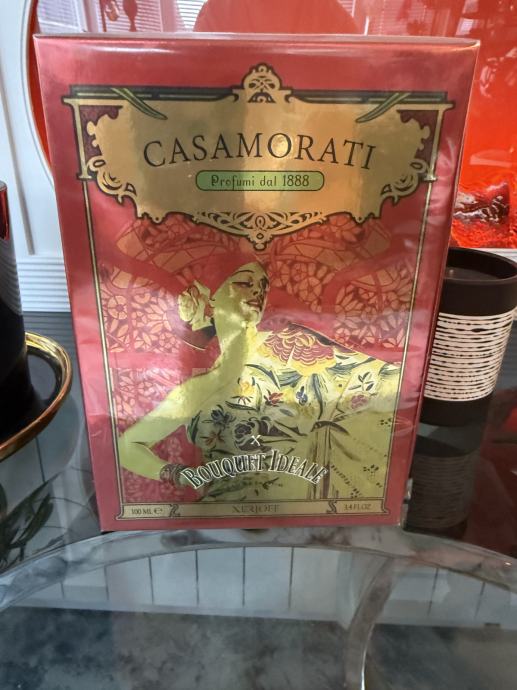 CASAMORATI
Profumi dal 1888
X
BOUQUET IDEALE
100 ML e XERJOFF 3.4 FL.OZ